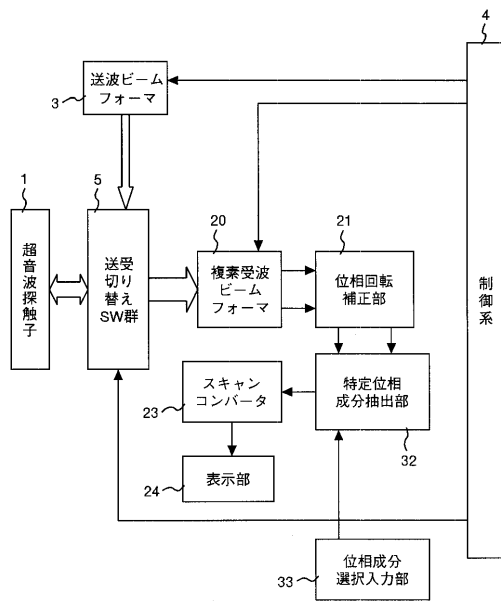 4
送波ビーム
フォーマ
3
1
5
20
21
超音波探触子
送受
切り
替え
SW群
複素受波
ビーム
フォーマ
位相回転
補正部
制御系
スキャン
コンバータ
23
特定位相
成分抽出部
32
表示部
24
位相成分
選択入力部
33